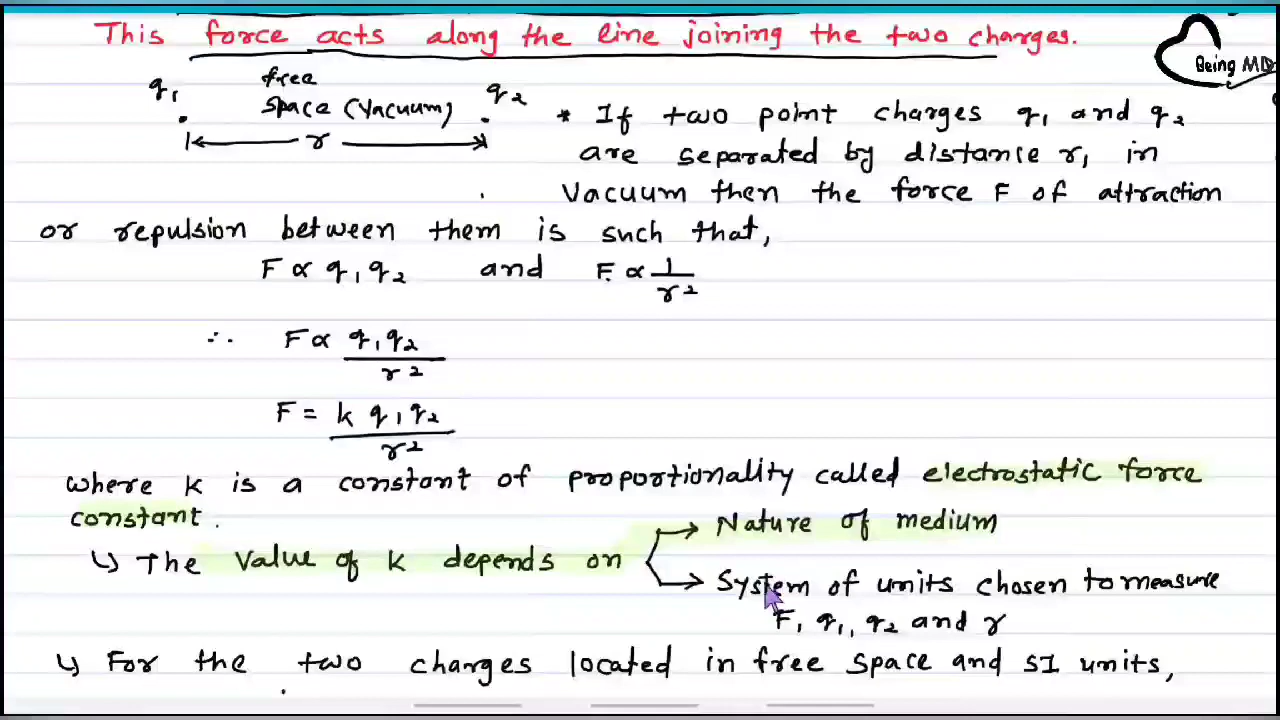 This force acts along the line joining the two charges.
Being MD
q₁ free space (vacuum) q₂
r
* If two point charges q₁ and q₂
are separated by distance r, in
vacuum then the force F of attraction
or repulsion between them is such that,
F ∝ q₁q₂ and F ∝ 1/r²
∴ F ∝ q₁q₂/r²
F = k q₁q₂/r²
where k is a constant of proportionality called electrostatic force
constant.
↳ The value of k depends on
→ Nature of medium
→ System of units chosen to measure
F, q₁, q₂ and r
↳ For the two charges located in free space and SI units,